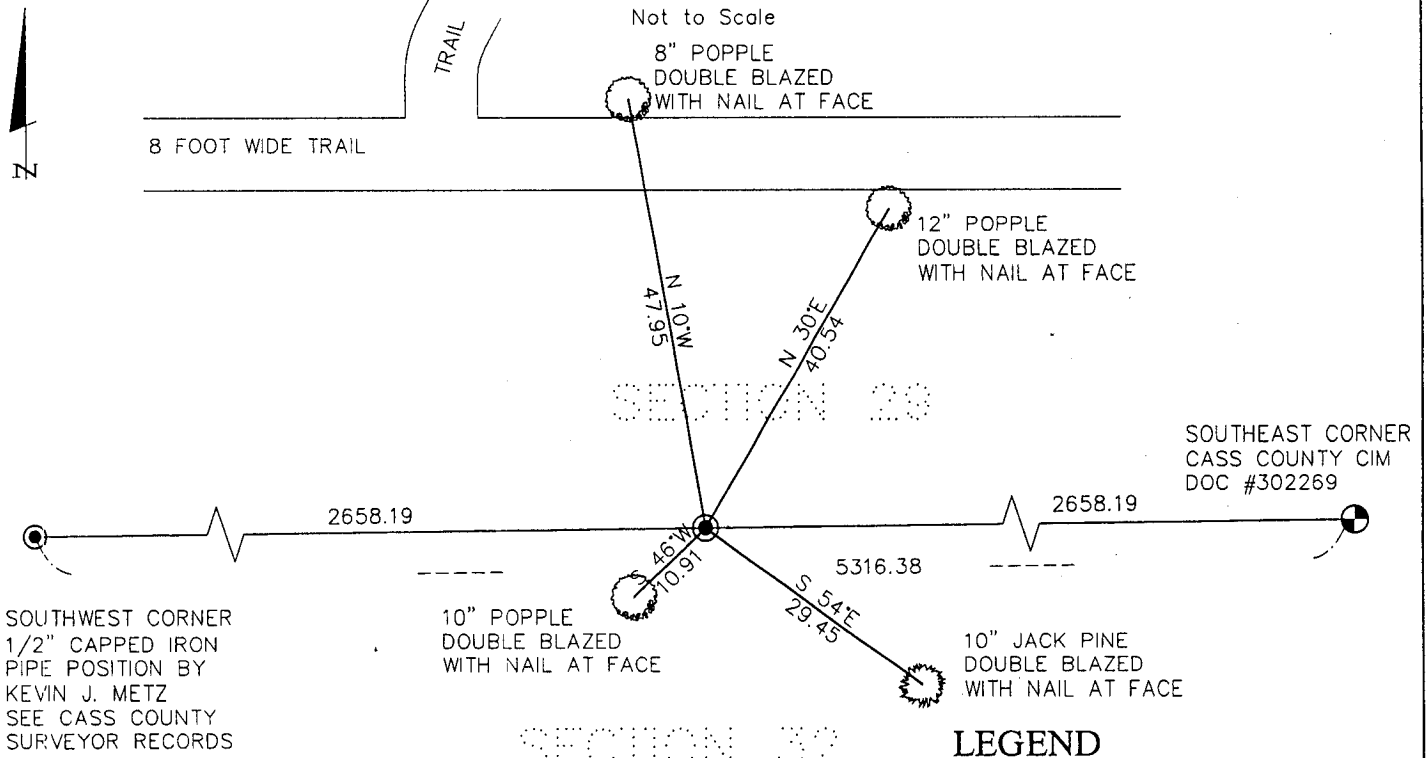 Not to Scale
TRAIL
8" POPPLE
DOUBLE BLAZED
WITH NAIL AT FACE
8 FOOT WIDE TRAIL
N
12" POPPLE
DOUBLE BLAZED
WITH NAIL AT FACE
N 10°W
47.95
N 30°E
40.54
SECTION 29
SOUTHEAST CORNER
CASS COUNTY CIM
DOC #302269
2658.19
2658.19
5316.38
S 46°W
10.91
S 54°E
29.45
SOUTHWEST CORNER
1/2" CAPPED IRON
PIPE POSITION BY
KEVIN J. METZ
SEE CASS COUNTY
SURVEYOR RECORDS
10" POPPLE
DOUBLE BLAZED
WITH NAIL AT FACE
10" JACK PINE
DOUBLE BLAZED
WITH NAIL AT FACE
SECTION 32
LEGEND